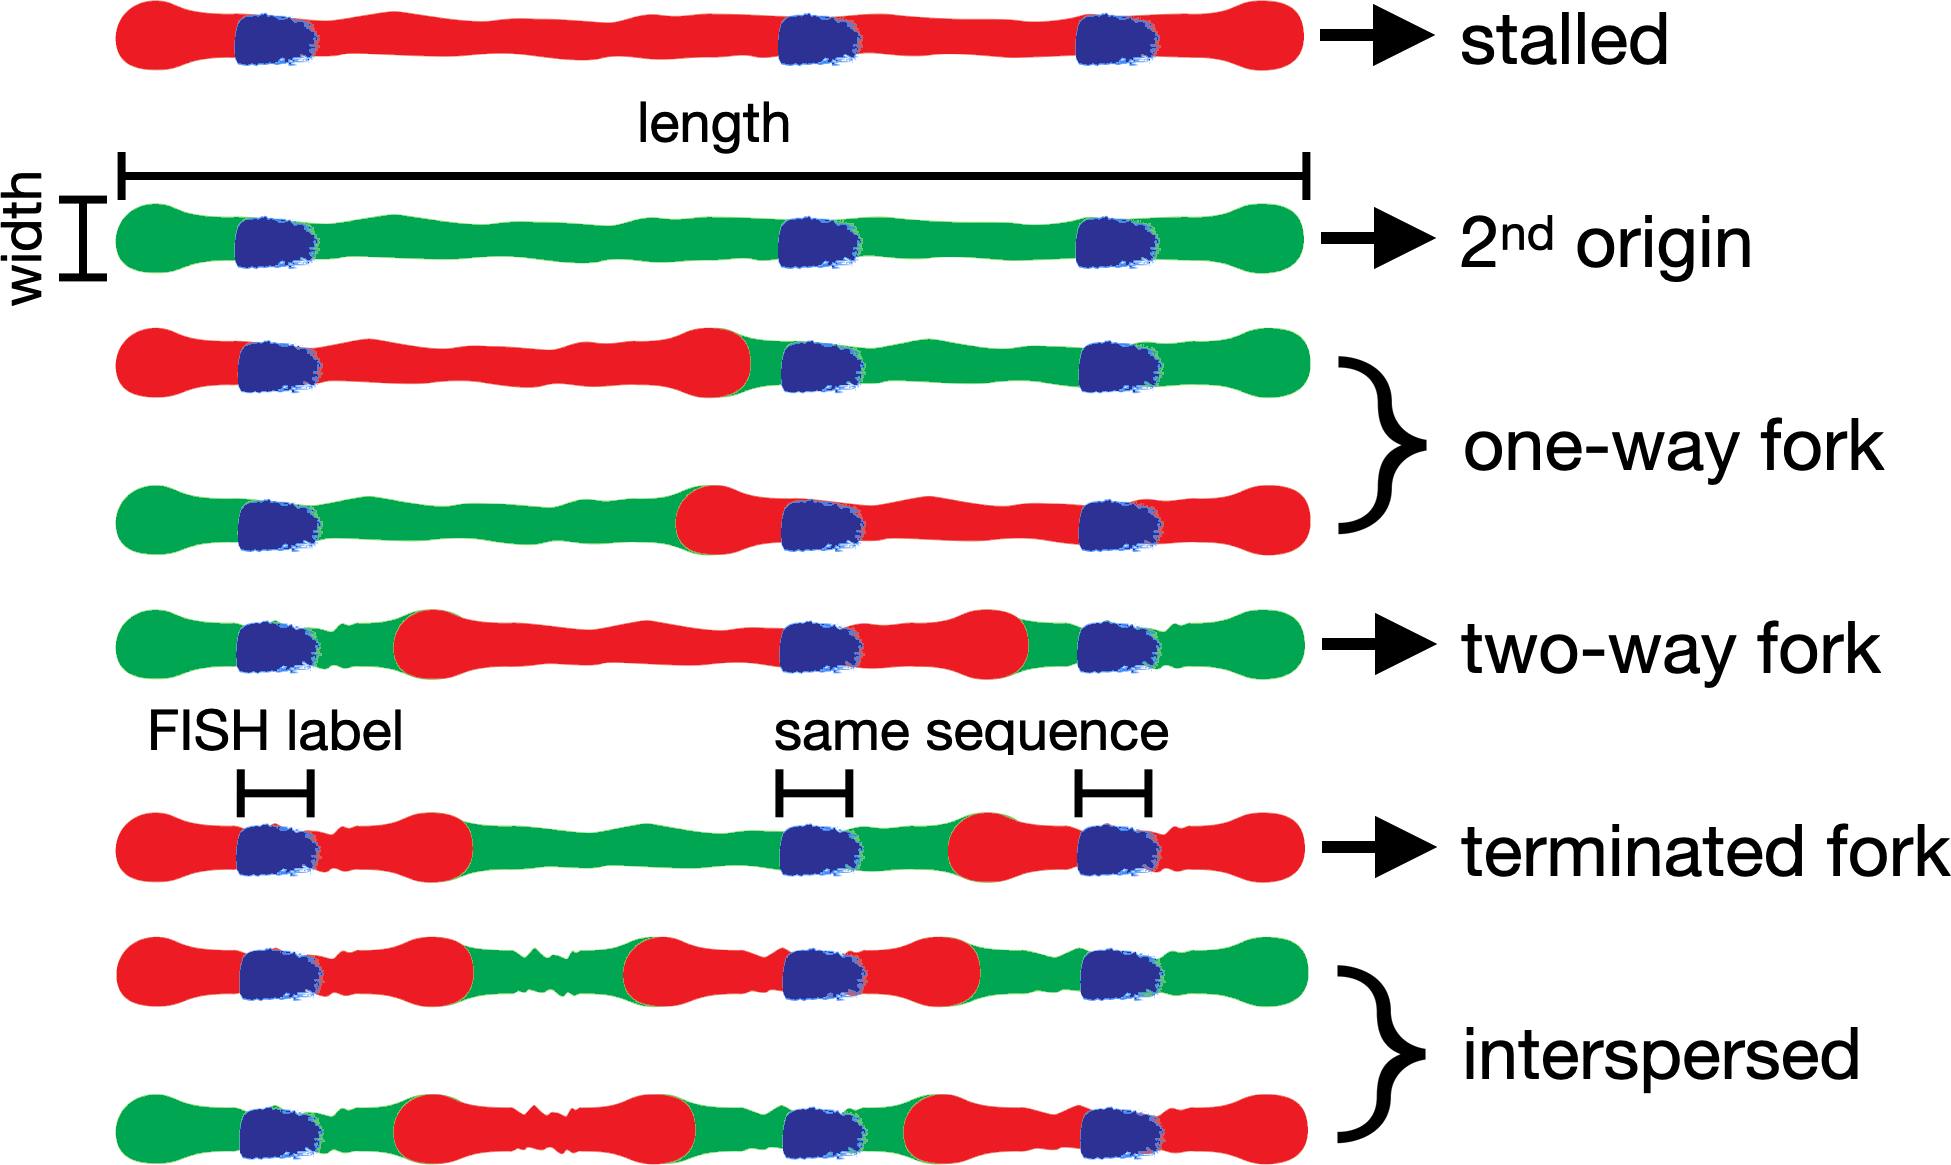 stalled
length
width
2nd origin
one-way fork
two-way fork
FISH label
same sequence
terminated fork
interspersed